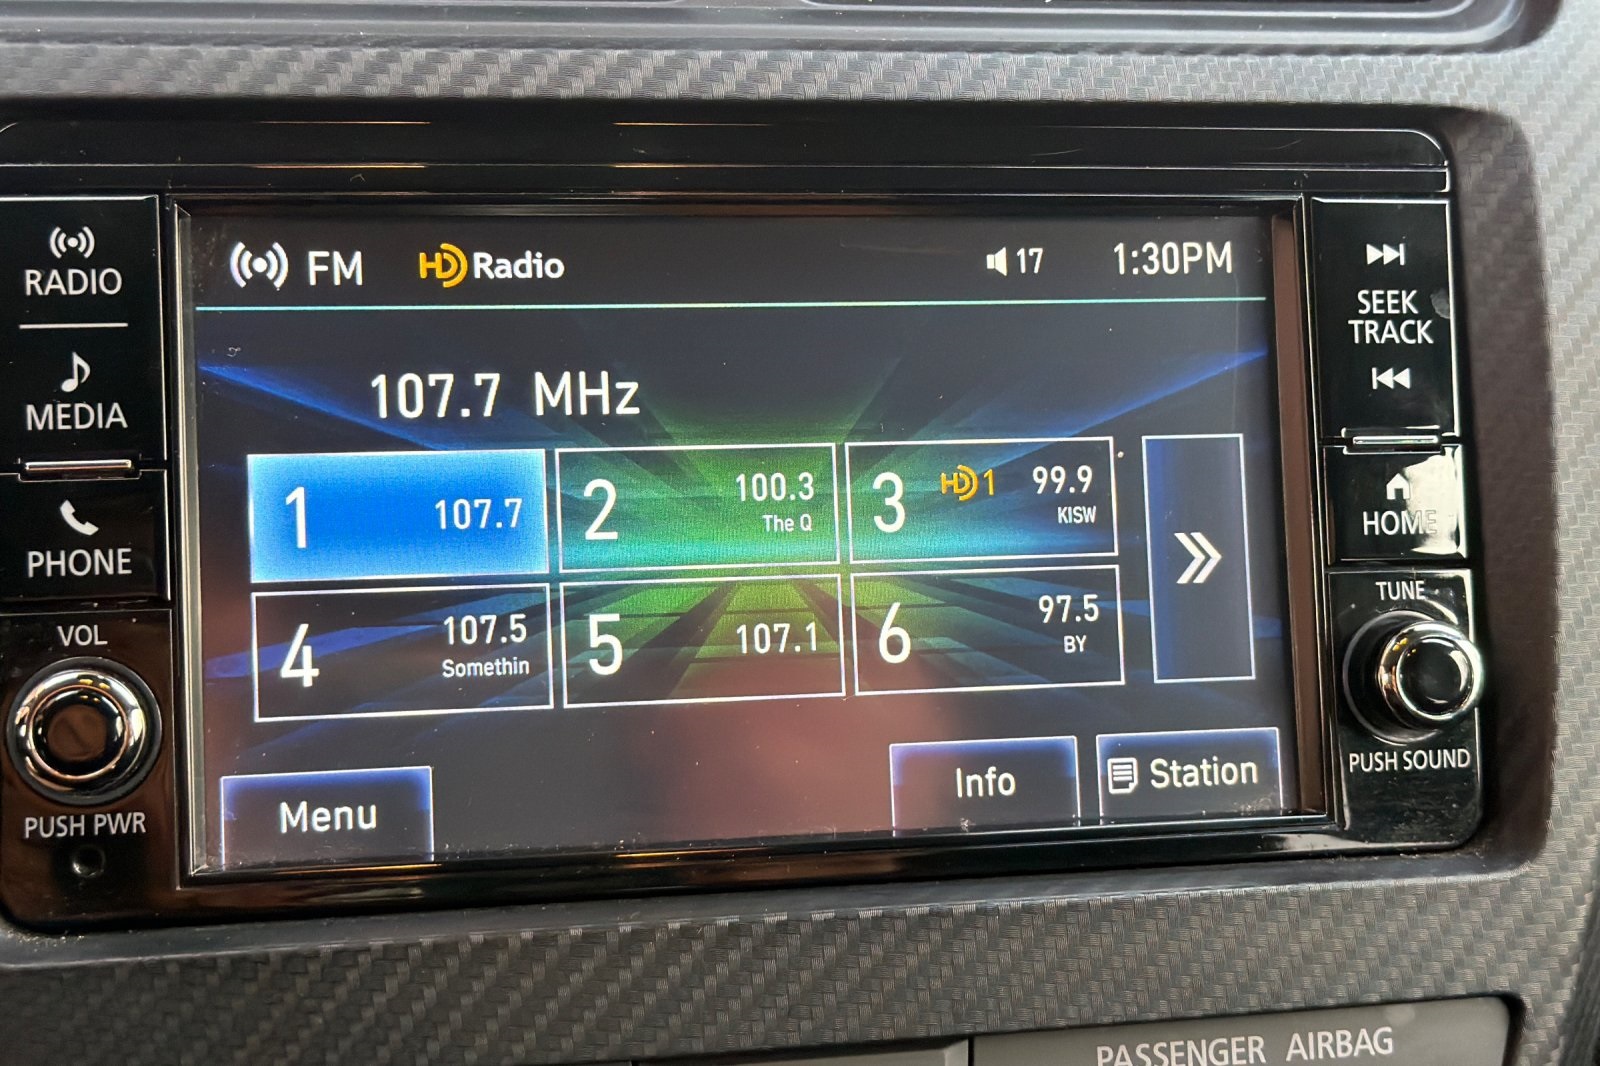 RADIO
MEDIA
PHONE
VOL
PUSH PWR
FM HD Radio 17 1:30PM
107.7 MHz
1 107.7
2 100.3
The Q
3 HD1 99.9
KISW
4 107.5
Somethin
5 107.1
6 97.5
BY
Menu
Info
Station
SEEK
TRACK
HOME
TUNE
PUSH SOUND
PASSENGER AIRBAG